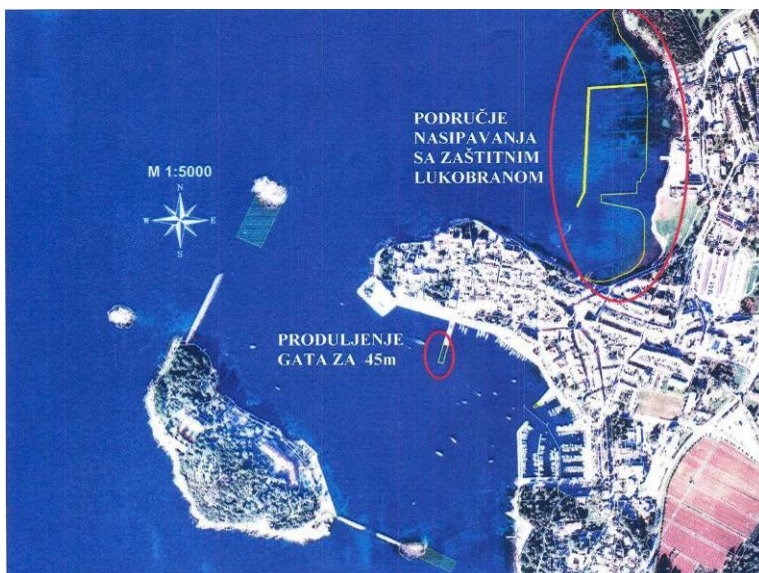 PODRUČJE
NASIPAVANJA
SA ZAŠTITNIM
LUKOBRANOM
M 1:5000
N
W E
S
PRODULJENJE
GATA ZA 45m